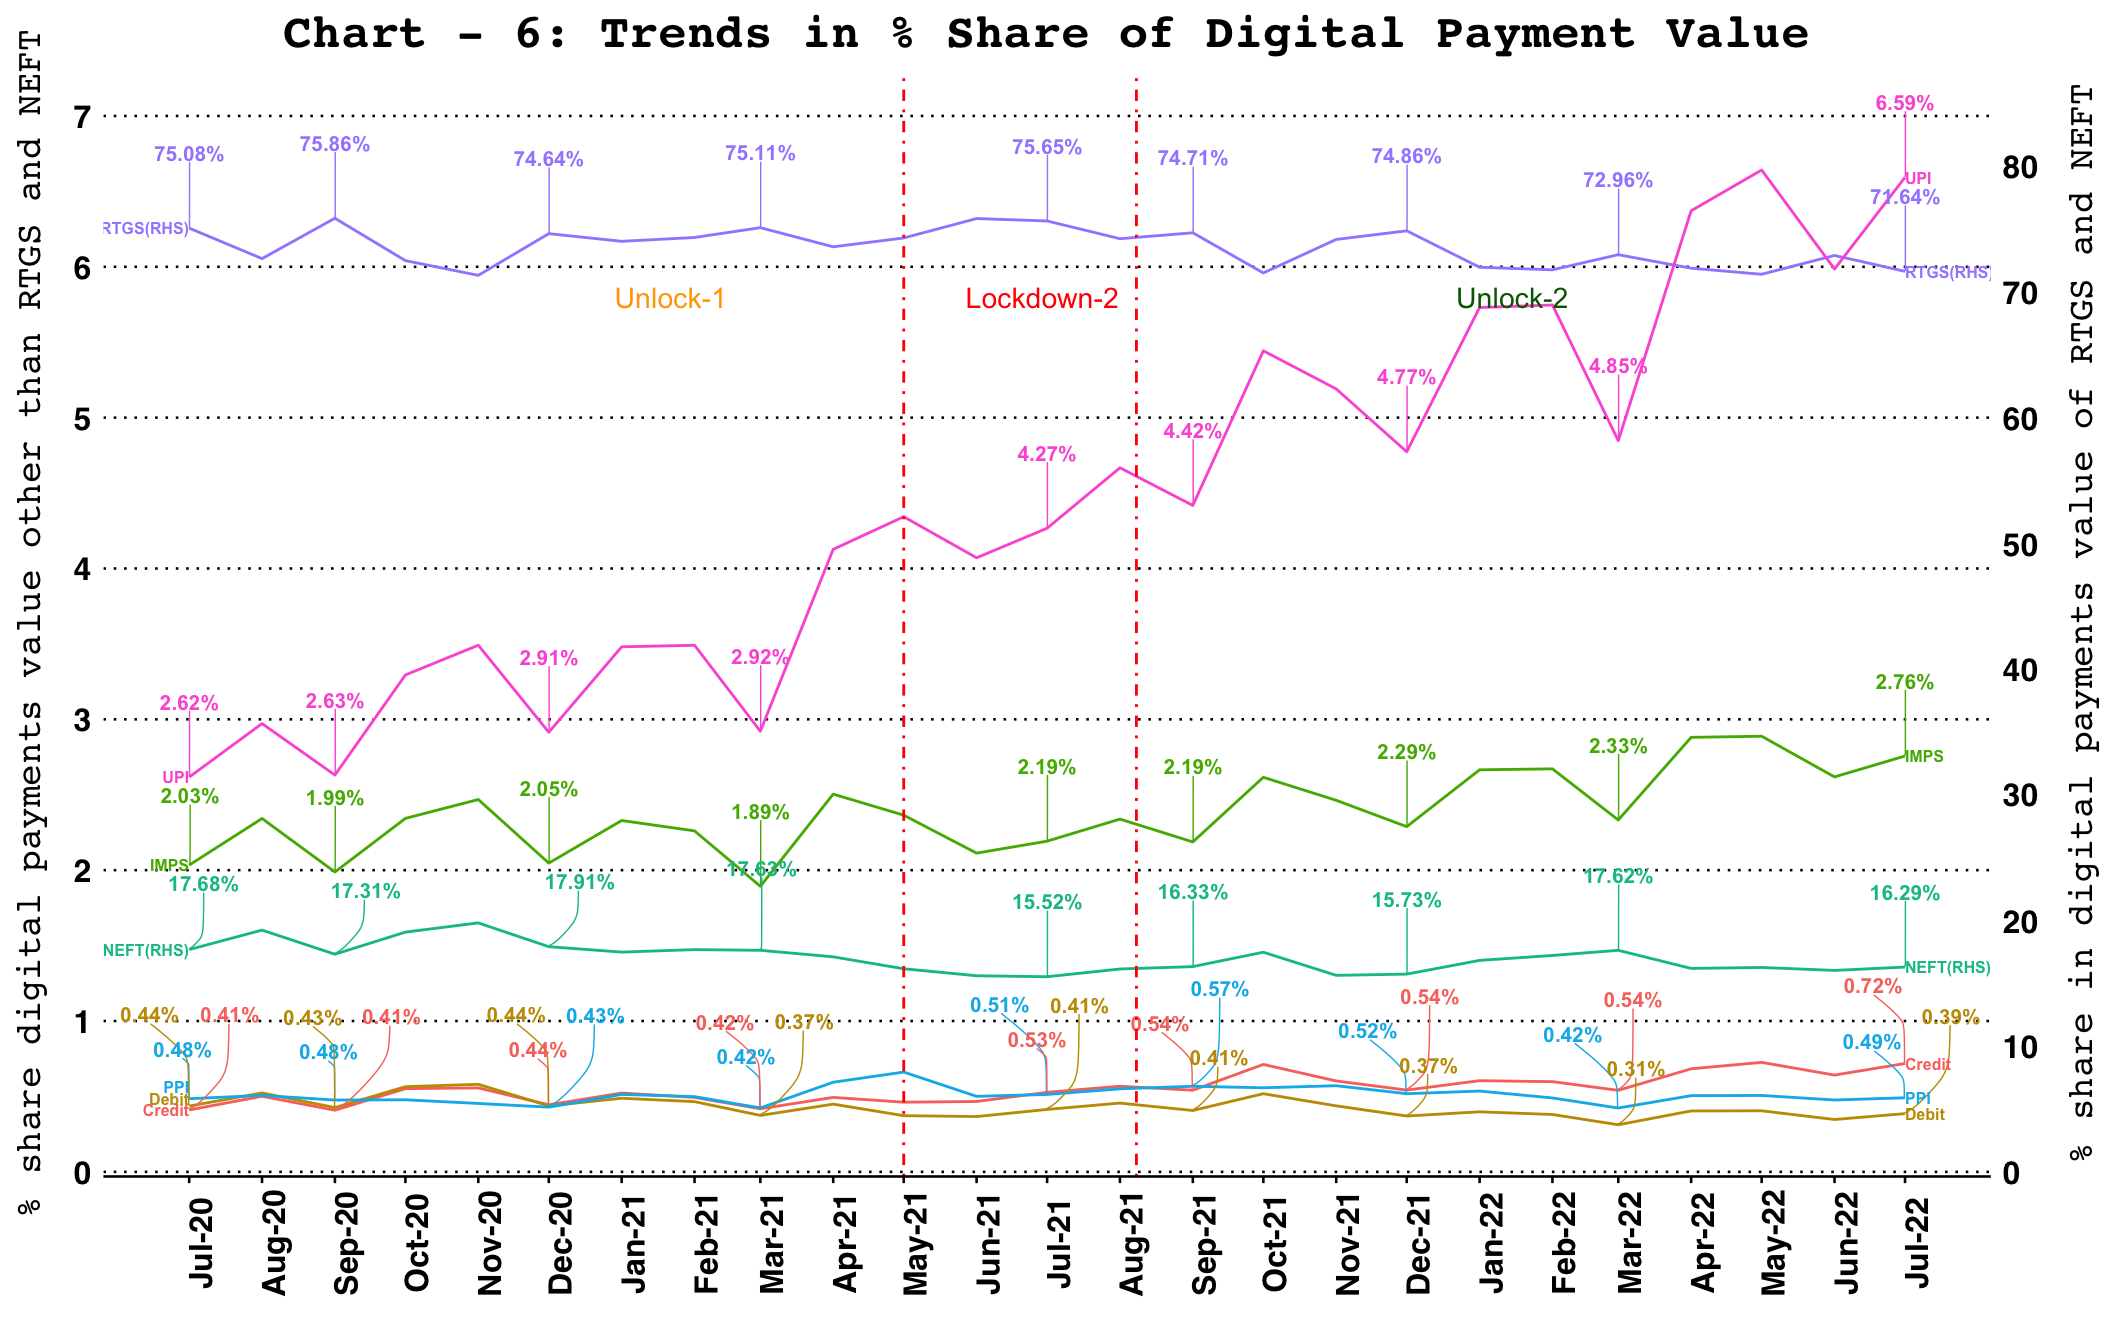 Chart - 6: Trends in % Share of Digital Payment Value
% share digital payments value other than RTGS and NEFT
% share in digital payments value of RTGS and NEFT
7
6
5
4
3
2
1
0
80
70
60
50
40
30
20
10
0
75.08%
75.86%
74.64%
75.11%
75.65%
74.71%
74.86%
72.96%
71.64%
RTGS(RHS)
RTGS(RHS)
Unlock-1
Lockdown-2
Unlock-2
2.62%
2.63%
2.91%
2.92%
4.27%
4.42%
4.77%
4.85%
6.59%
UPI
UPI
2.03%
1.99%
2.05%
1.89%
2.19%
2.19%
2.29%
2.33%
2.76%
IMPS
IMPS
17.68%
17.31%
17.91%
17.63%
15.52%
16.33%
15.73%
17.62%
16.29%
NEFT(RHS)
NEFT(RHS)
0.44%
0.41%
0.48%
0.43%
0.41%
0.48%
0.44%
0.43%
0.44%
0.42%
0.37%
0.42%
0.51%
0.41%
0.53%
0.57%
0.54%
0.41%
0.54%
0.52%
0.37%
0.54%
0.42%
0.31%
0.72%
0.39%
0.49%
PPI
Debit
Credit
Credit
PPI
Debit
Jul-20
Aug-20
Sep-20
Oct-20
Nov-20
Dec-20
Jan-21
Feb-21
Mar-21
Apr-21
May-21
Jun-21
Jul-21
Aug-21
Sep-21
Oct-21
Nov-21
Dec-21
Jan-22
Feb-22
Mar-22
Apr-22
May-22
Jun-22
Jul-22